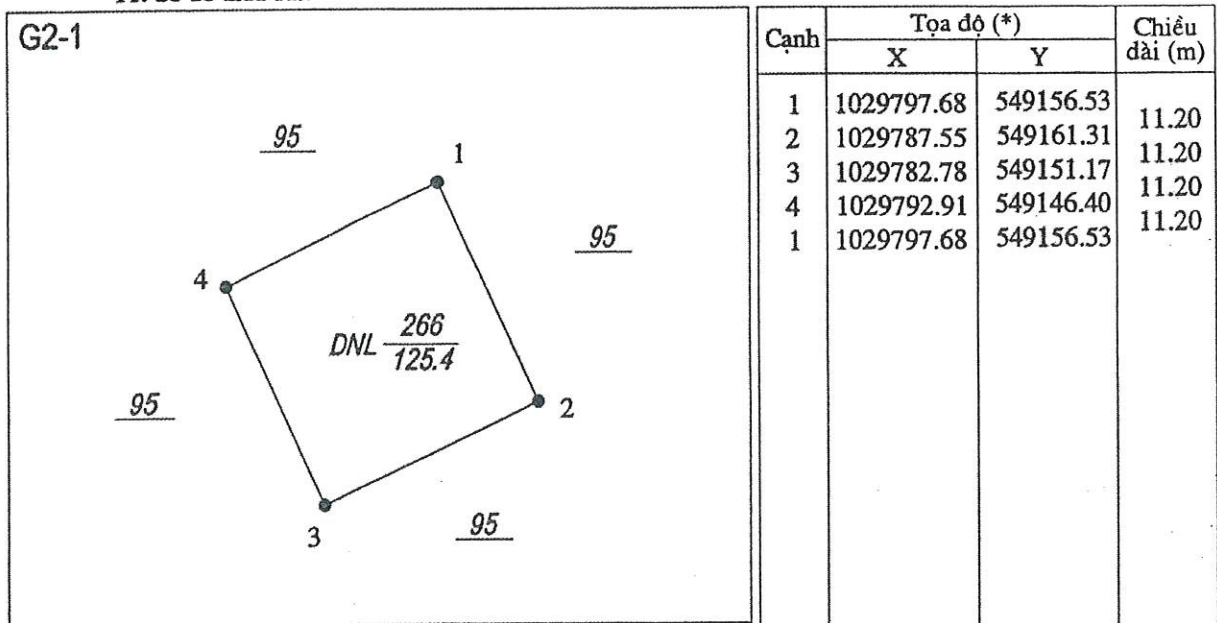 G2-1
95
1
95
4
DNL 266
125.4
95
2
3
95
Cạnh Tọa độ (*) Chiều dài (m)
X Y
1 1029797.68 549156.53
11.20
2 1029787.55 549161.31
11.20
3 1029782.78 549151.17
11.20
4 1029792.91 549146.40
11.20
1 1029797.68 549156.53